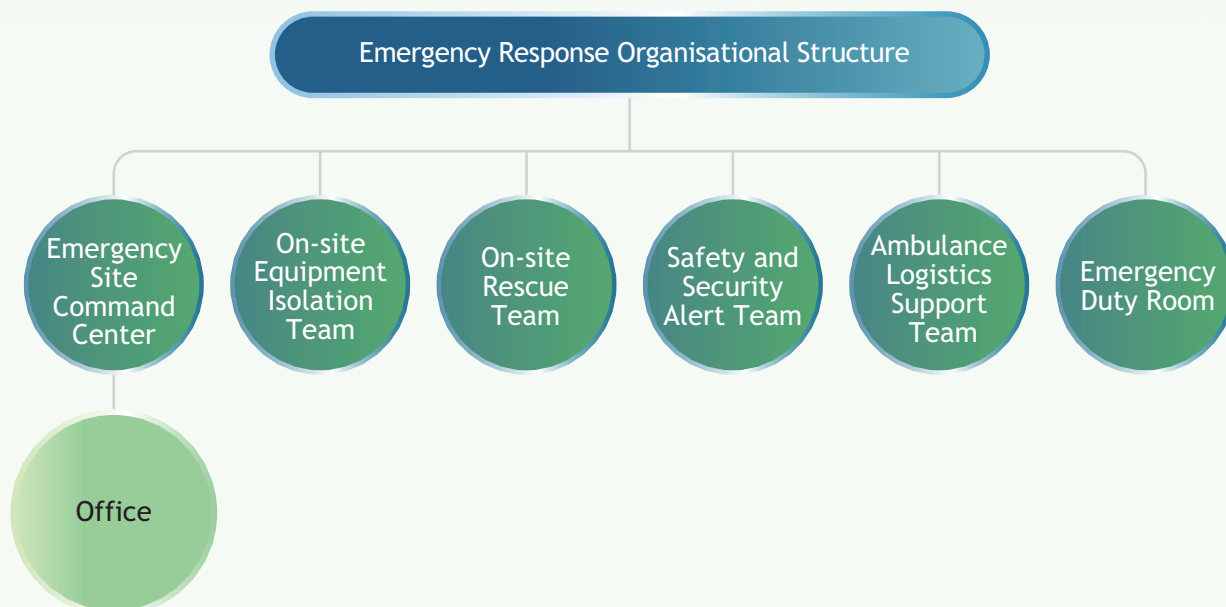 Emergency Response Organisational Structure
Emergency
Site
Command
Center
On-site
Equipment
Isolation
Team
On-site
Rescue
Team
Safety and
Security
Alert Team
Ambulance
Logistics
Support
Team
Emergency
Duty Room
Office